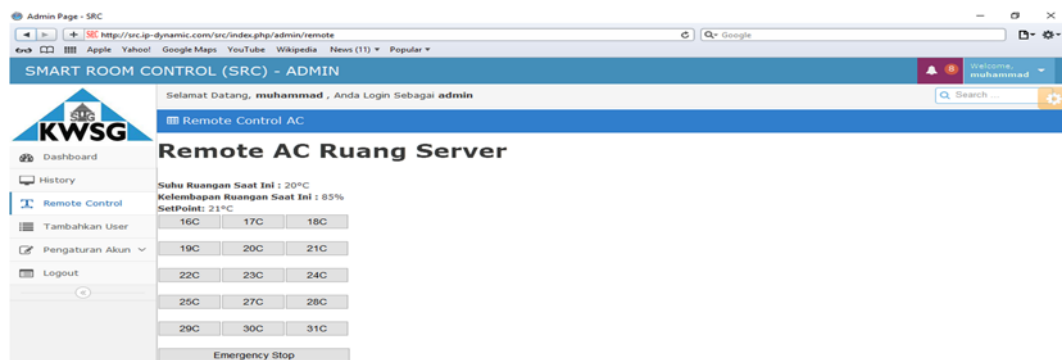 Admin Page - SRC
SRC http://src.ip-dynamic.com/src/index.php/admin/remote
Google
Apple Yahoo! Google Maps YouTube Wikipedia News (11) Popular
SMART ROOM CONTROL (SRC) - ADMIN
Welcome,
muhammad
Selamat Datang, muhammad , Anda Login Sebagai admin
Search ...
Remote Control AC
KWSG
Remote AC Ruang Server
Dashboard
History
Remote Control
Tambahkan User
Pengaturan Akun
Logout
Suhu Ruangan Saat Ini : 20°C
Kelembapan Ruangan Saat Ini : 85%
SetPoint: 21°C
16C 17C 18C
19C 20C 21C
22C 23C 24C
25C 27C 28C
29C 30C 31C
Emergency Stop